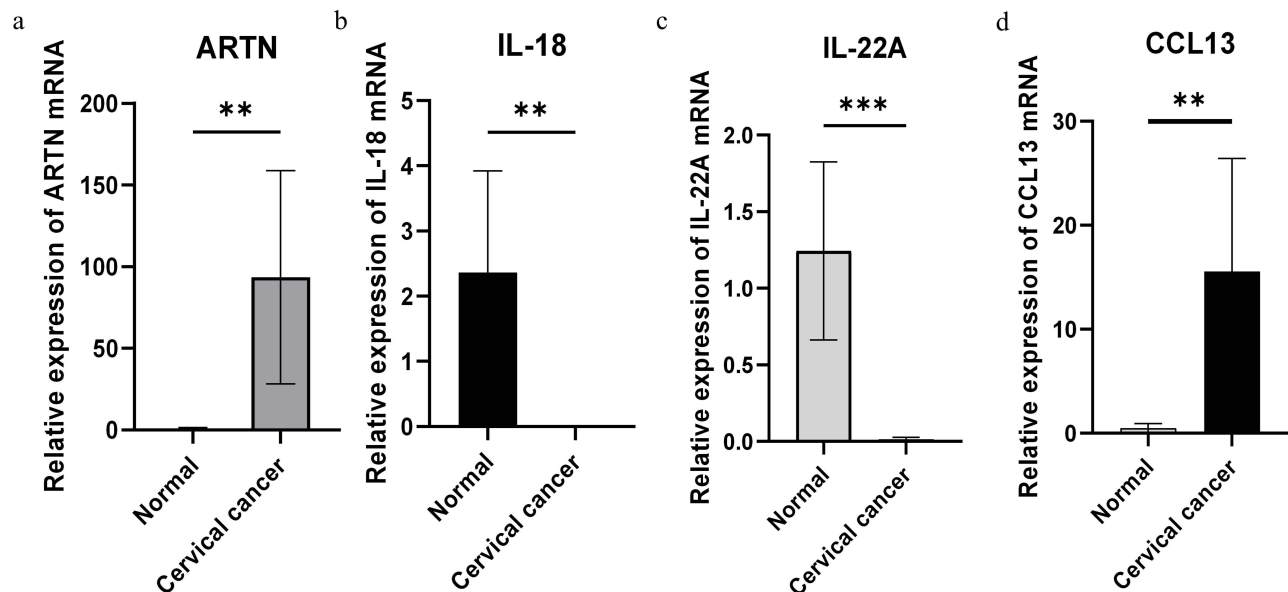 a
ARTN
Relative expression of ARTN mRNA
**
200
150
100
50
0
Normal
Cervical cancer
b
IL-18
Relative expression of IL-18 mRNA
**
5
4
3
2
1
0
Normal
Cervical cancer
c
IL-22A
Relative expression of IL-22A mRNA
***
2.0
1.5
1.0
0.5
0.0
Normal
Cervical cancer
d
CCL13
Relative expression of CCL13 mRNA
**
30
20
10
0
Normal
Cervical cancer